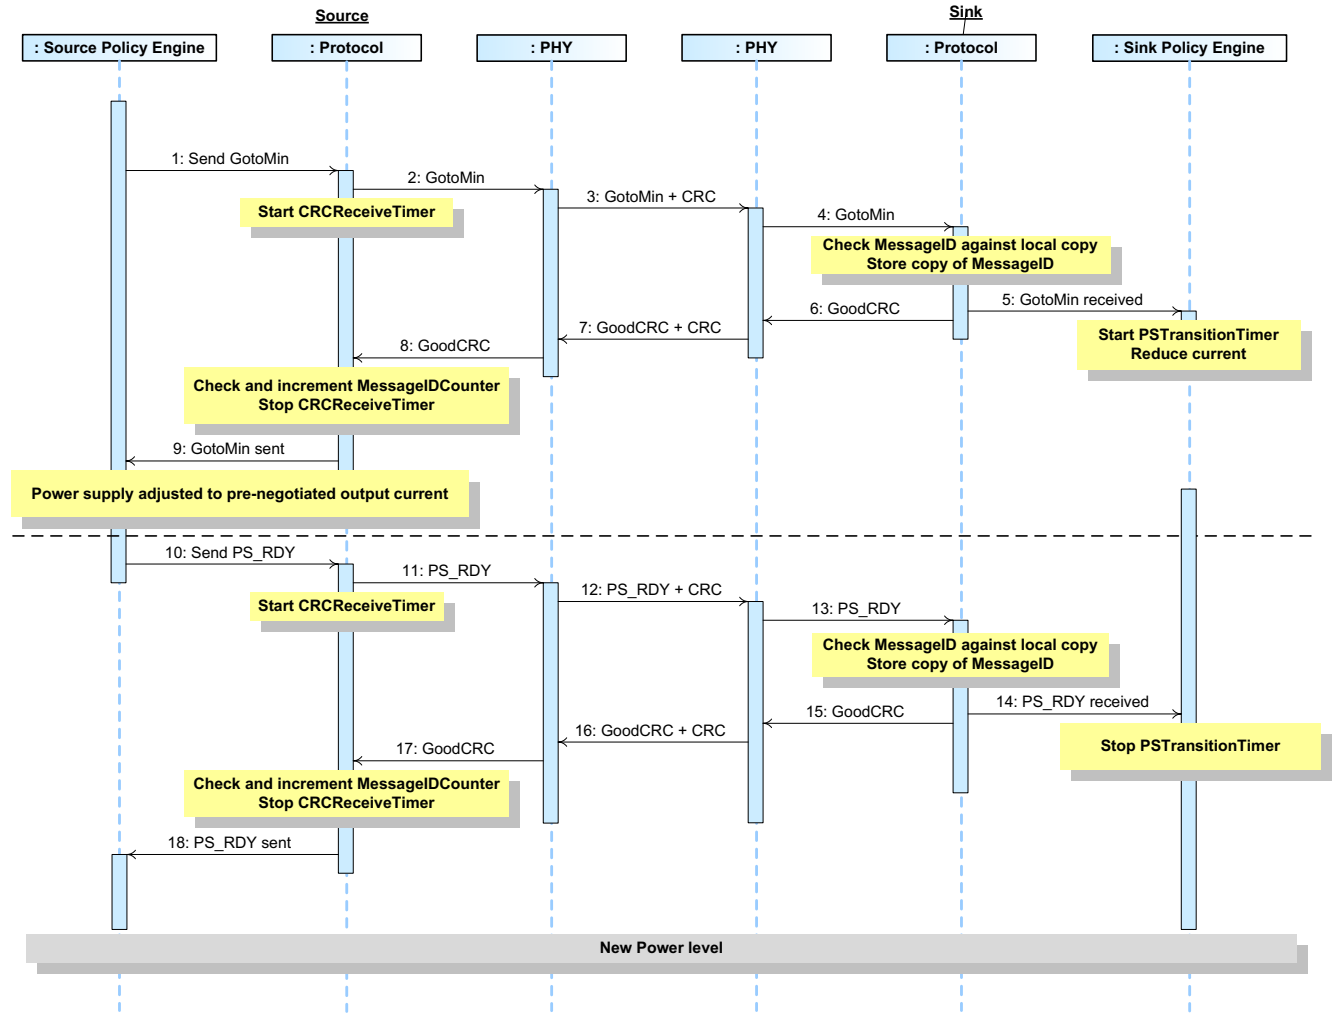 Source
Sink
: Source Policy Engine
: Protocol
: PHY
: PHY
: Protocol
: Sink Policy Engine
1: Send GotoMin
2: GotoMin
Start CRCReceiveTimer
3: GotoMin + CRC
4: GotoMin
Check MessageID against local copy
Store copy of MessageID
5: GotoMin received
6: GoodCRC
Start PSTransitionTimer
Reduce current
7: GoodCRC + CRC
8: GoodCRC
Check and increment MessageIDCounter
Stop CRCReceiveTimer
9: GotoMin sent
Power supply adjusted to pre-negotiated output current
10: Send PS_RDY
11: PS_RDY
Start CRCReceiveTimer
12: PS_RDY + CRC
13: PS_RDY
Check MessageID against local copy
Store copy of MessageID
14: PS_RDY received
15: GoodCRC
Stop PSTransitionTimer
16: GoodCRC + CRC
17: GoodCRC
Check and increment MessageIDCounter
Stop CRCReceiveTimer
18: PS_RDY sent
New Power level